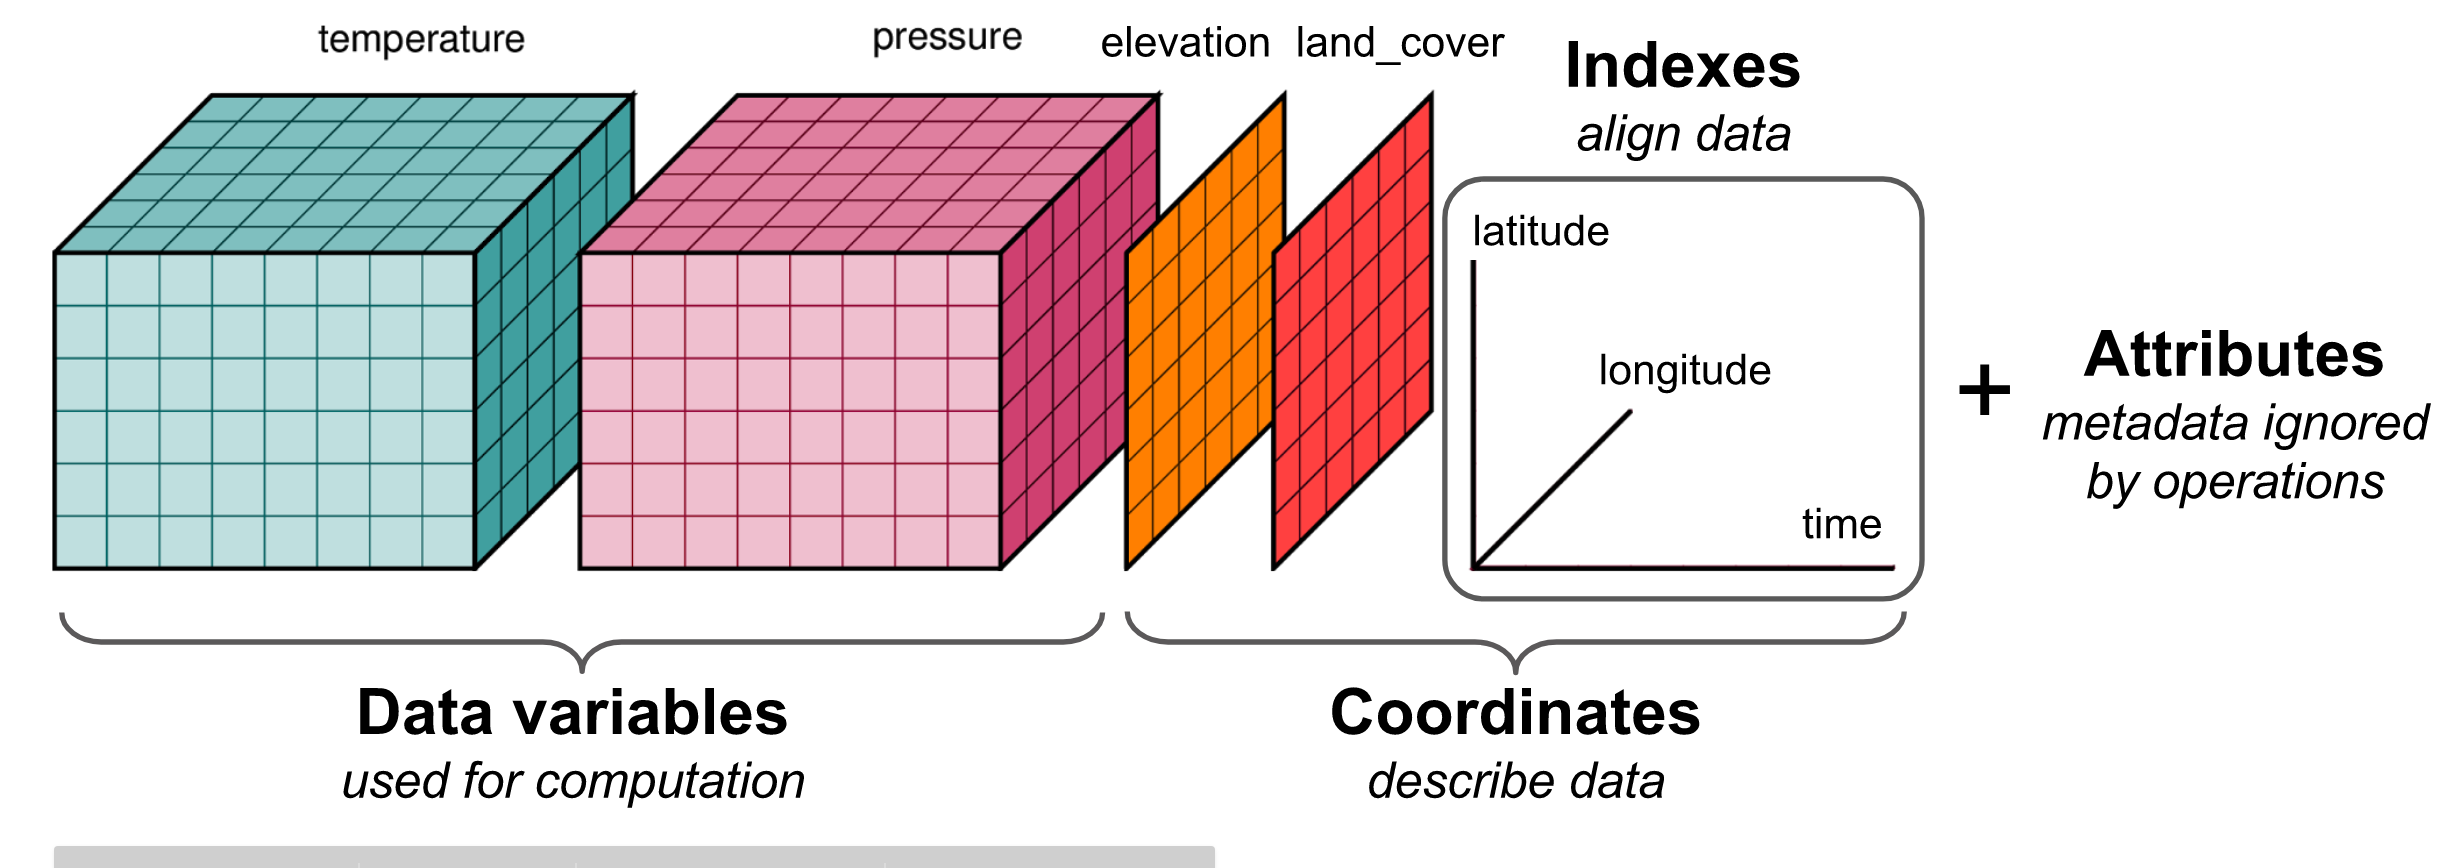 temperature
pressure
elevation
land_cover
Indexes
align data
latitude
longitude
time
+
Attributes
metadata ignored
by operations
Data variables
used for computation
Coordinates
describe data